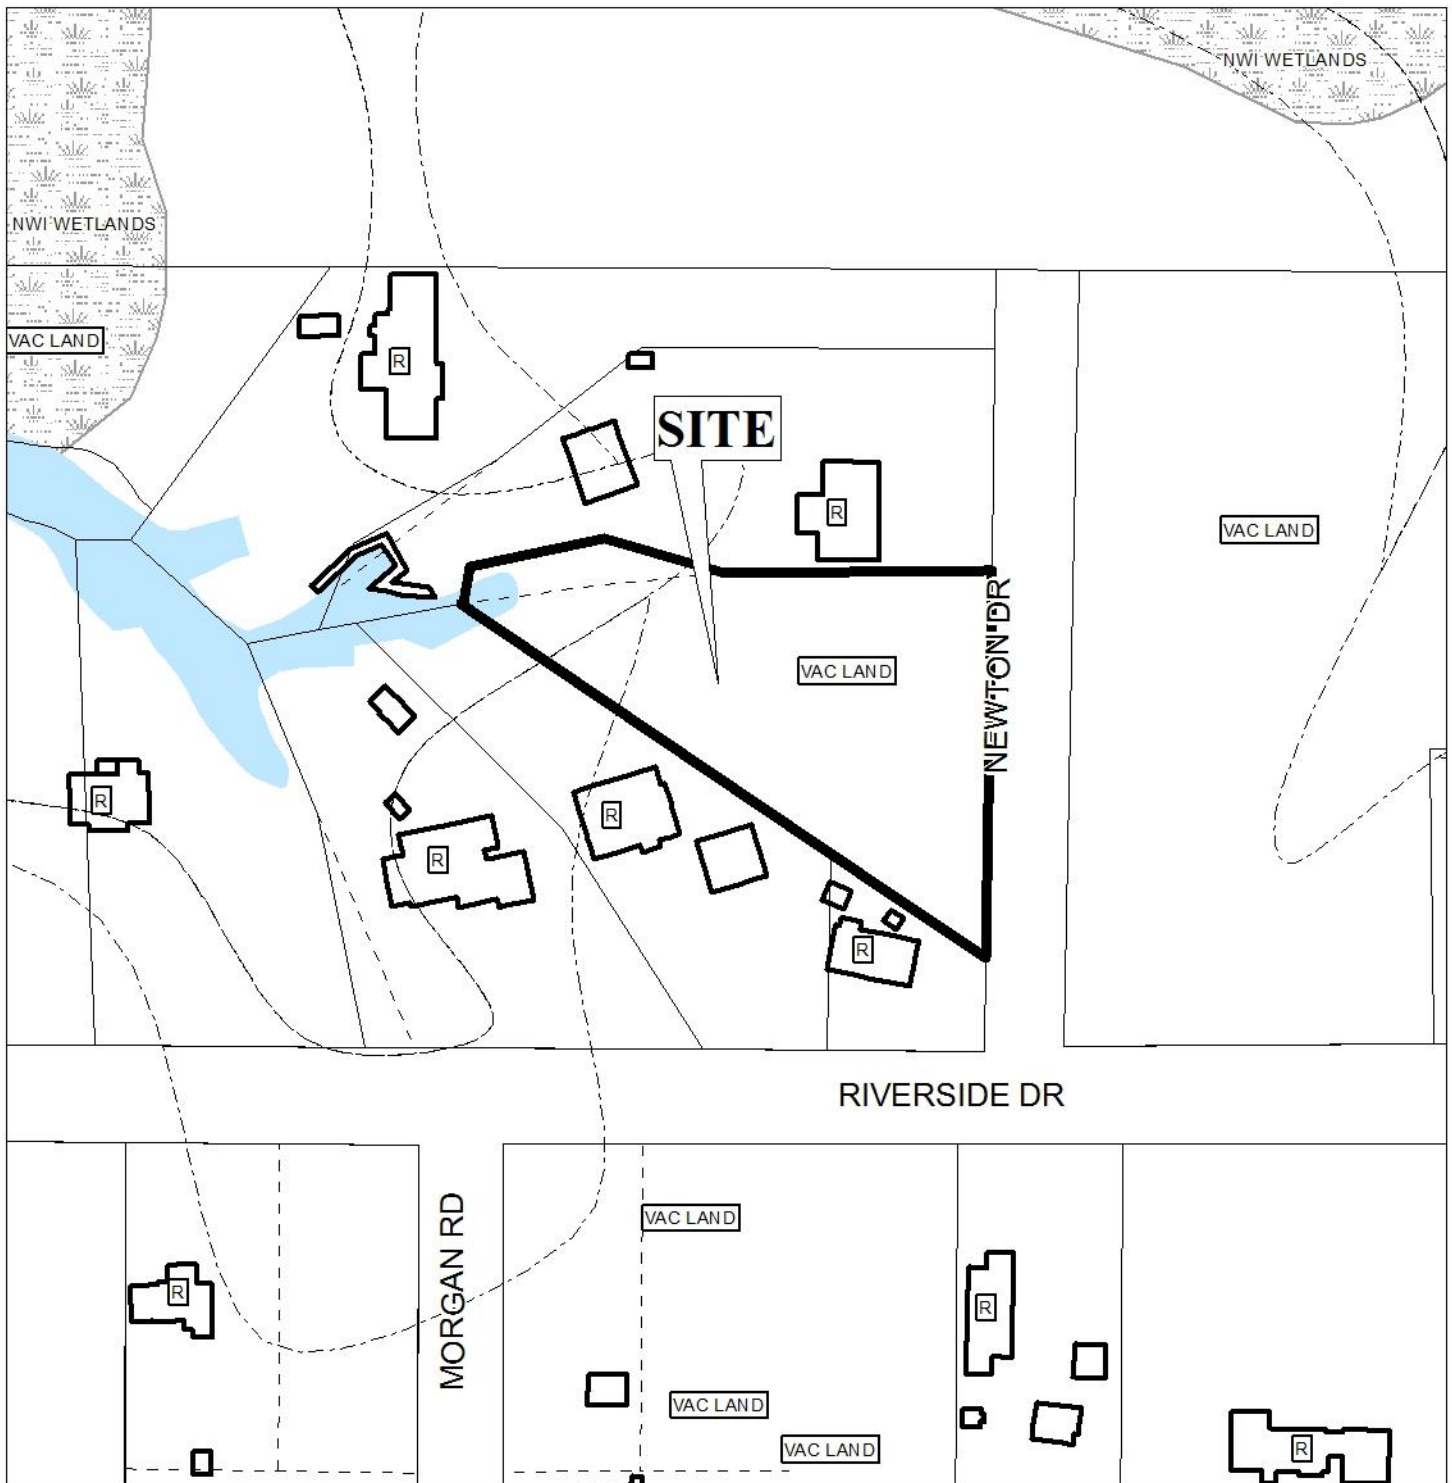 NWI WETLANDS
NWI WETLANDS
VAC LAND
R
SITE
R
VAC LAND
VAC LAND
NEWTON DR
R
R
R
R
RIVERSIDE DR
VAC LAND
MORGAN RD
R
R
VAC LAND
VAC LAND
R